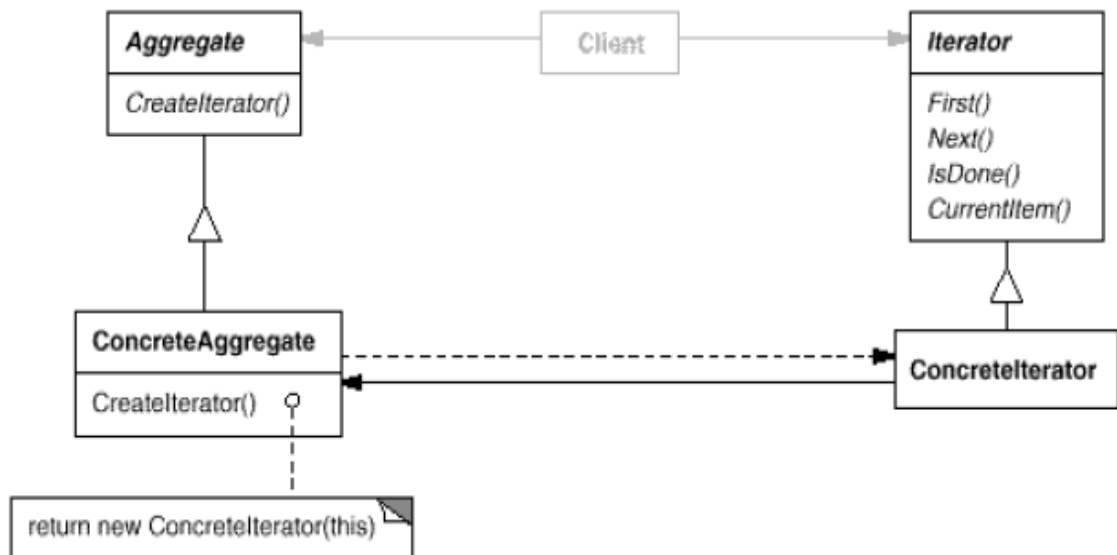 Aggregate
CreateIterator()
Client
Iterator
First()
Next()
IsDone()
CurrentItem()
ConcreteAggregate
CreateIterator()
ConcreteIterator
return new ConcreteIterator(this)